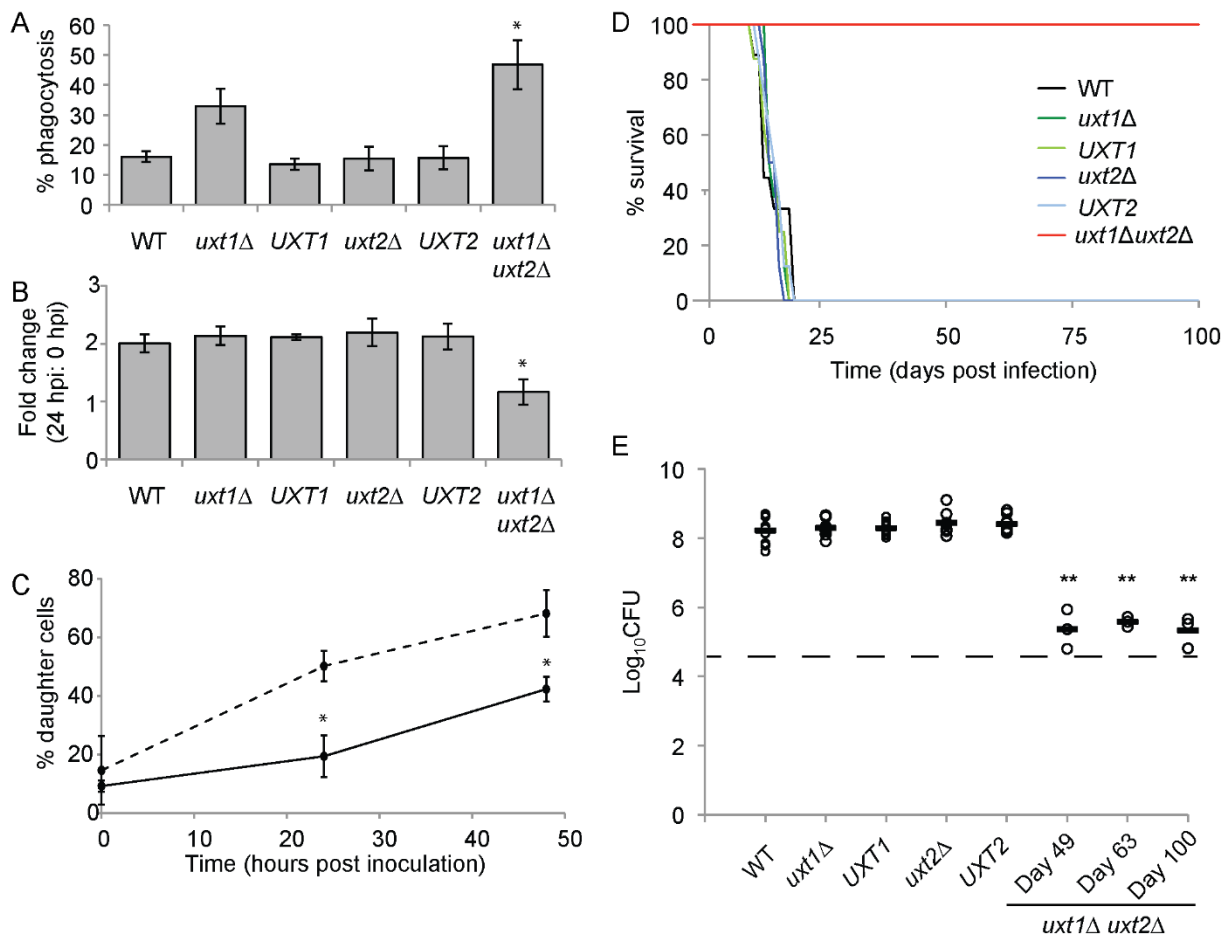 A
% phagocytosis
60
50
40
30
20
10
0
*
WT uxt1Δ UXT1 uxt2Δ UXT2 uxt1Δ
uxt2Δ
B
Fold change
(24 hpi: 0 hpi)
3
2
1
0
*
WT uxt1Δ UXT1 uxt2Δ UXT2 uxt1Δ
uxt2Δ
C
% daughter cells
80
60
40
20
0
*
*
0 10 20 30 40 50
Time (hours post inoculation)
D
% survival
100
80
60
40
20
0
WT
uxt1Δ
UXT1
uxt2Δ
UXT2
uxt1Δuxt2Δ
0 25 50 75 100
Time (days post infection)
E
Log10CFU
10
8
6
4
2
0
** ** **
WT uxt1Δ UXT1 uxt2Δ UXT2 Day 49 Day 63 Day 100
uxt1Δ uxt2Δ